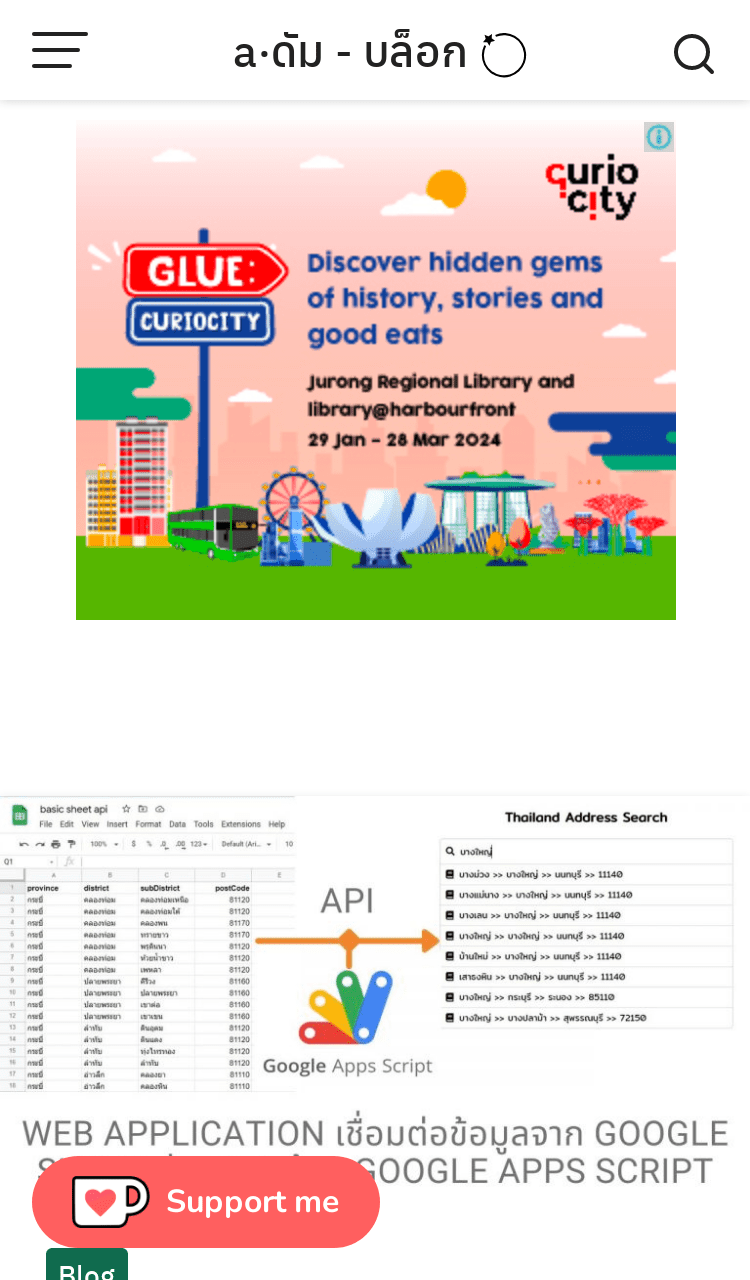 a·ดัม - บล็อก
curio
c!ty
GLUE:
CURIOCITY
Discover hidden gems
of history, stories and
good eats
Jurong Regional Library and
library@harbourfront
29 Jan – 28 Mar 2024
basic sheet api
File Edit View Insert Format Data Tools Extensions Help
100% $ % .0 .00 123 Default (Ari... 10
Q1 fx
A B C D E
1 province district subDistrict postCode
2 กระบี่ คลองท่อม คลองท่อมเหนือ 81120
3 กระบี่ คลองท่อม คลองท่อมใต้ 81120
4 กระบี่ คลองท่อม คลองพน 81170
5 กระบี่ คลองท่อม ทรายขาว 81170
6 กระบี่ คลองท่อม พรุดินนา 81120
7 กระบี่ คลองท่อม ห้วยน้ำขาว 81120
8 กระบี่ คลองท่อม เพหลา 81120
9 กระบี่ ปลายพระยา คีรีวง 81160
10 กระบี่ ปลายพระยา ปลายพระยา 81160
11 กระบี่ ปลายพระยา เขาต่อ 81160
12 กระบี่ ปลายพระยา เขาเขน 81160
13 กระบี่ ลำทับ ดินอุดม 81120
14 กระบี่ ลำทับ ดินแดง 81120
15 กระบี่ ลำทับ ทุ่งไทรทอง 81120
16 กระบี่ ลำทับ ลำทับ 81120
17 กระบี่ อ่าวลึก คลองยา 81110
18 กระบี่ อ่าวลึก คลองหิน 81110
API
Google Apps Script
Thailand Address Search
บางใหญ่
บางม่วง >> บางใหญ่ >> นนทบุรี >> 11140
บางแม่นาง >> บางใหญ่ >> นนทบุรี >> 11140
บางเลน >> บางใหญ่ >> นนทบุรี >> 11140
บางใหญ่ >> บางใหญ่ >> นนทบุรี >> 11140
บ้านใหม่ >> บางใหญ่ >> นนทบุรี >> 11140
เสาธงหิน >> บางใหญ่ >> นนทบุรี >> 11140
บางใหญ่ >> กระบุรี >> ระนอง >> 85110
บางใหญ่ >> บางปลาม้า >> สุพรรณบุรี >> 72150
WEB APPLICATION เชื่อมต่อข้อมูลจาก GOOGLE
GOOGLE APPS SCRIPT
Support me
Blog